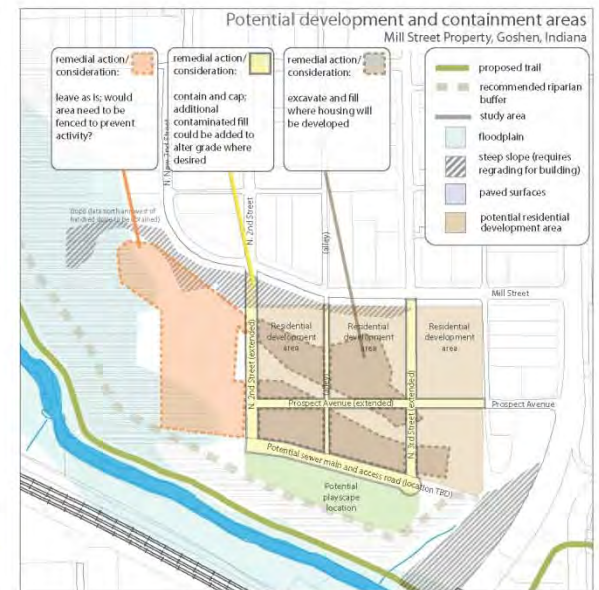 Potential development and containment areas
Mill Street Property, Goshen, Indiana
remedial action/
consideration:
leave as is; would
area need to be
fenced to prevent
activity?
remedial action/
consideration:
contain and cap;
additional
contaminated fill
could be added to
alter grade where
desired
remedial action/
consideration:
excavate and fill
where housing will
be developed
proposed trail
recommended riparian
buffer
study area
floodplain
steep slope (requires
regrading for building)
paved surfaces
potential residential
development area
N. 2nd Street
(alley)
Mill Street
Residential
development
area
Residential
development
area
Residential
development
area
N. 2nd Street (extended)
(alley)
N. 3rd Street (extended)
Prospect Avenue (extended)
Prospect Avenue
Potential sewer main and access road (location TBD)
Potential
playscape
location